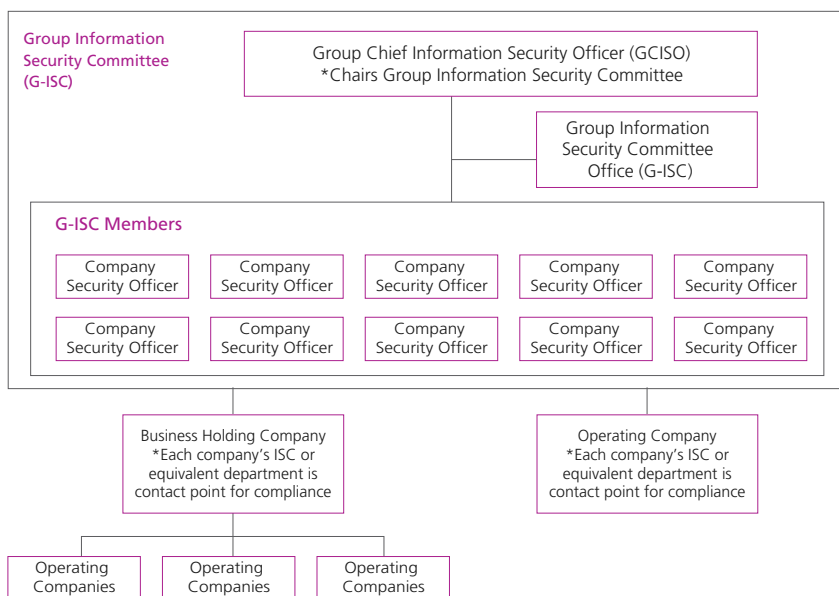 Group Information
Security Committee
(G-ISC)
Group Chief Information Security Officer (GCISO)
*Chairs Group Information Security Committee
Group Information
Security Committee
Office (G-ISC)
G-ISC Members
Company
Security Officer
Company
Security Officer
Company
Security Officer
Company
Security Officer
Company
Security Officer
Company
Security Officer
Company
Security Officer
Company
Security Officer
Company
Security Officer
Company
Security Officer
Business Holding Company
*Each company’s ISC or
equivalent department is
contact point for compliance
Operating Company
*Each company’s ISC or
equivalent department is
contact point for compliance
Operating
Companies
Operating
Companies
Operating
Companies